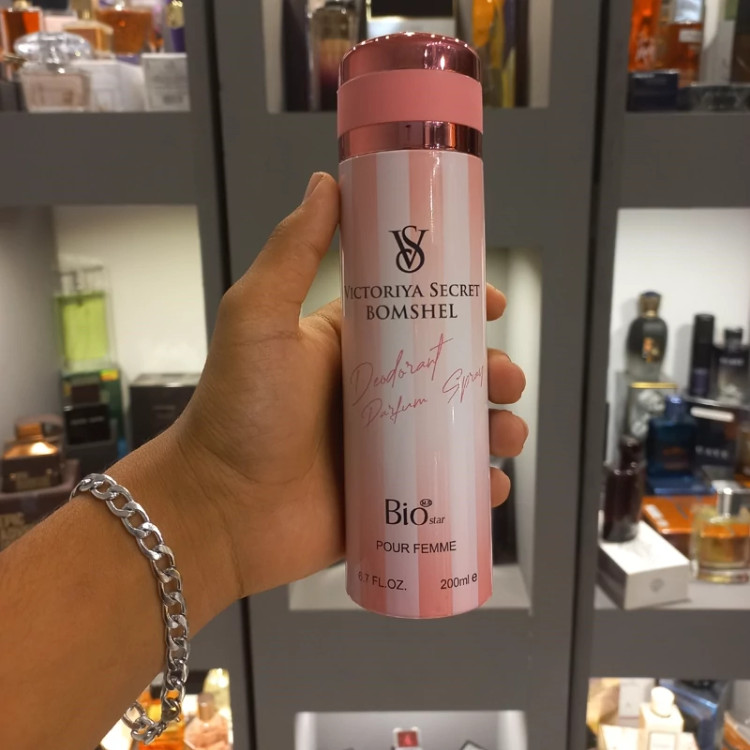 VS
VICTORIYA SECRET
BOMSHEL
Deodorant
Parfum Spray
Bio star
POUR FEMME
6.7 FL.OZ. 200ml e